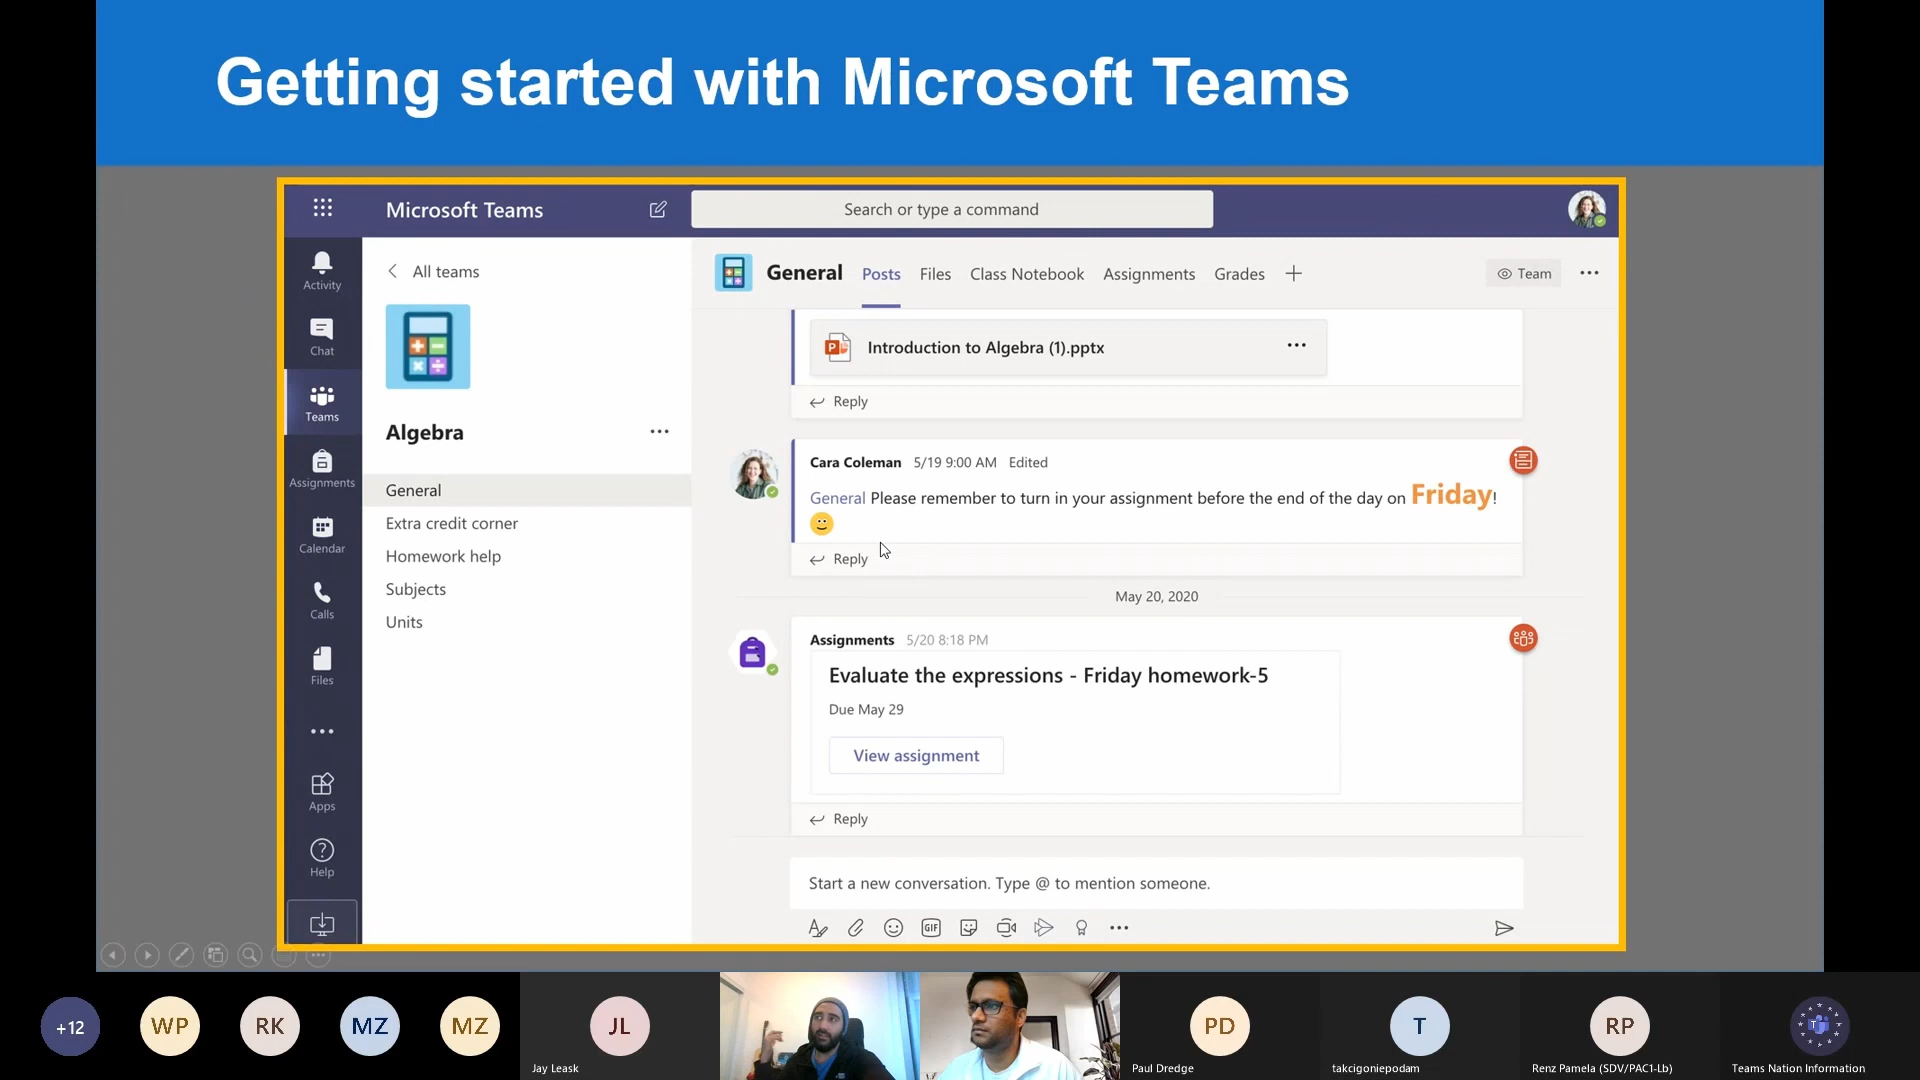 Getting started with Microsoft Teams
Microsoft Teams
Search or type a command
Activity
Chat
Teams
Assignments
Calendar
Calls
Files
Apps
Help
All teams
Algebra
General
Extra credit corner
Homework help
Subjects
Units
General Posts Files Class Notebook Assignments Grades
Team
Introduction to Algebra (1).pptx
Reply
Cara Coleman 5/19 9:00 AM Edited
General Please remember to turn in your assignment before the end of the day on Friday!
Reply
May 20, 2020
Assignments 5/20 8:18 PM
Evaluate the expressions - Friday homework-5
Due May 29
View assignment
Reply
Start a new conversation. Type @ to mention someone.
GIF
+12
WP
RK
MZ
MZ
JL
Jay Leask
PD
Paul Dredge
T
takcigoniepodam
RP
Renz Pamela (SDV/PAC1-Lb)
Teams Nation Information